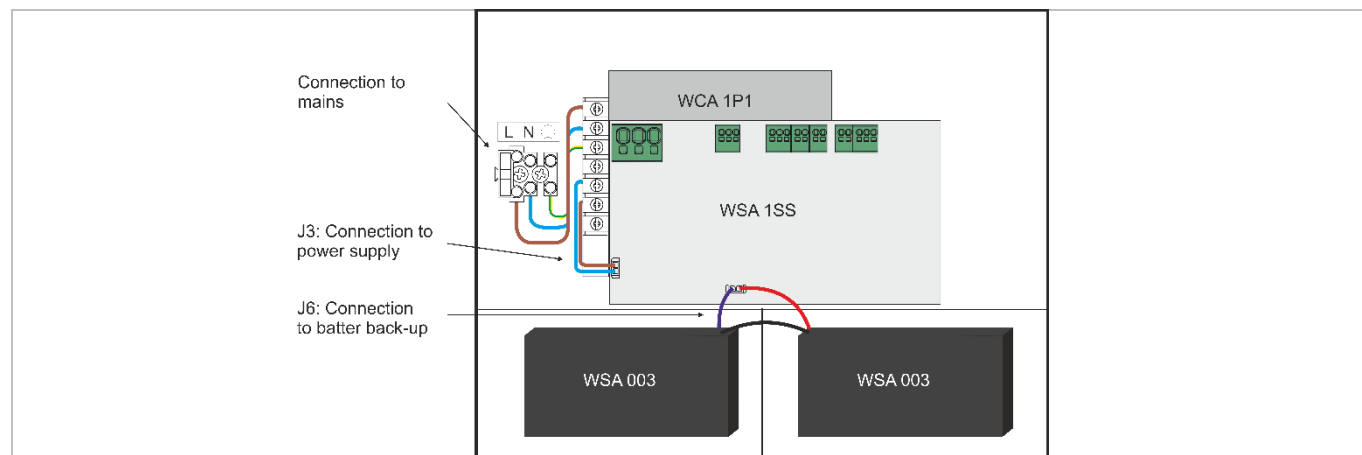 Connection to
mains
WCA 1P1
L N
WSA 1SS
J3: Connection to
power supply
J6: Connection
to batter back-up
WSA 003
WSA 003